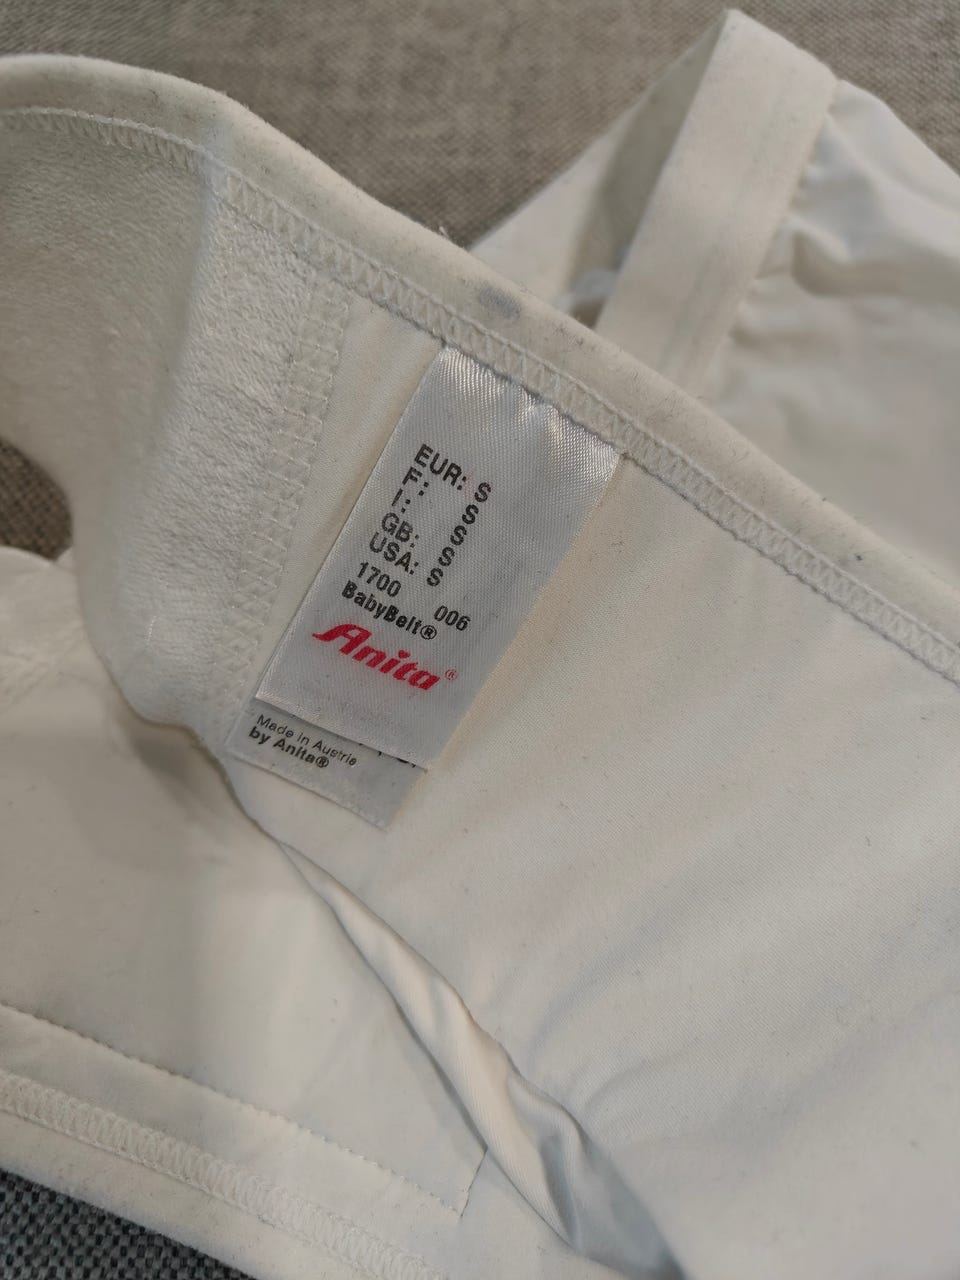 EUR: S
F: S
I: S
GB: S
USA: S
1700 006
BabyBelt®
Anita®
Made in Austria
by Anita®